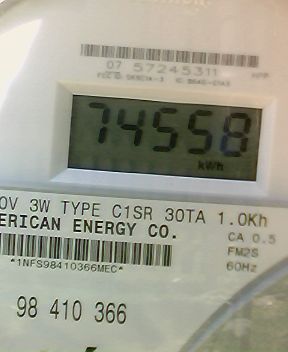 07 57245311
74558
kWh
0V 3W TYPE C1SR 30TA 1.0Kh
ERICAN ENERGY CO.
CA 0.5
FM2S
*1NFS98410366MEC*
60Hz
98 410 366